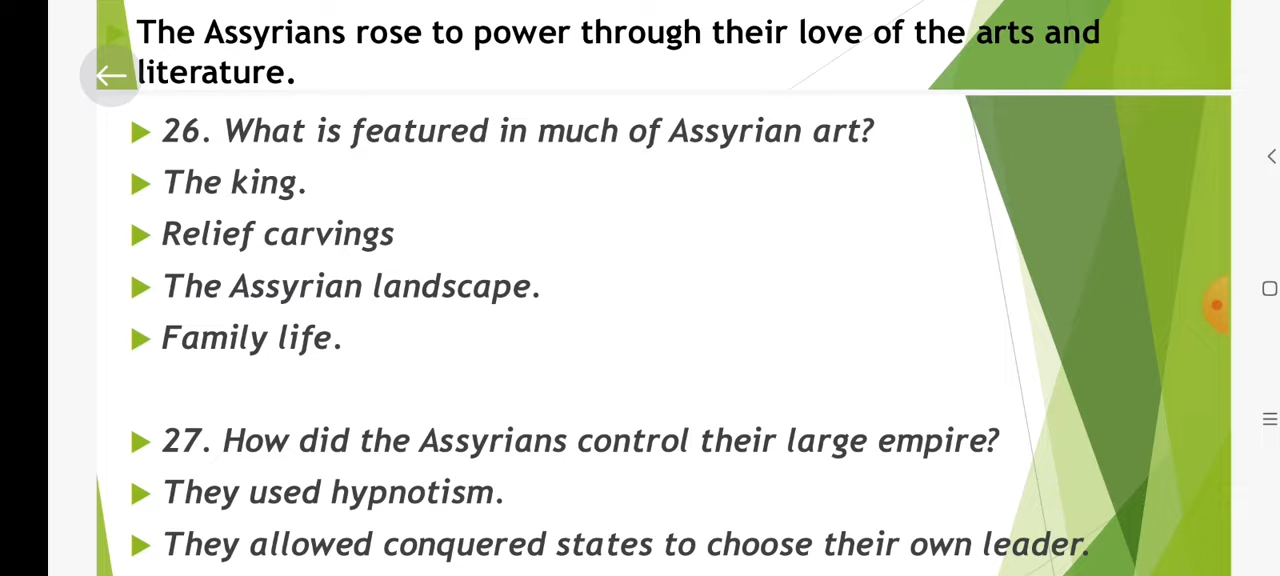 The Assyrians rose to power through their love of the arts and
literature.
26. What is featured in much of Assyrian art?
The king.
Relief carvings
The Assyrian landscape.
Family life.
27. How did the Assyrians control their large empire?
They used hypnotism.
They allowed conquered states to choose their own leader.